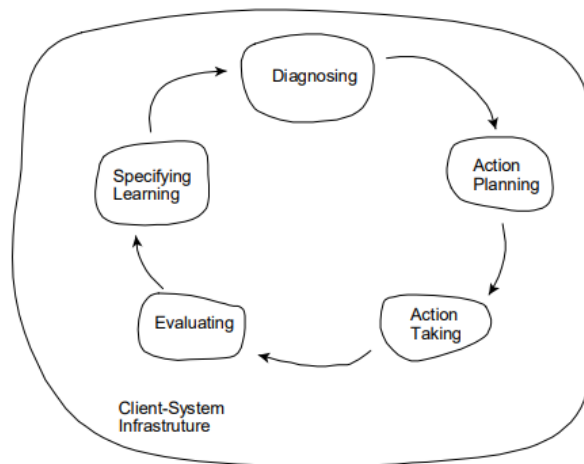 Diagnosing
Action
Planning
Action
Taking
Evaluating
Specifying
Learning
Client-System
Infrastruture